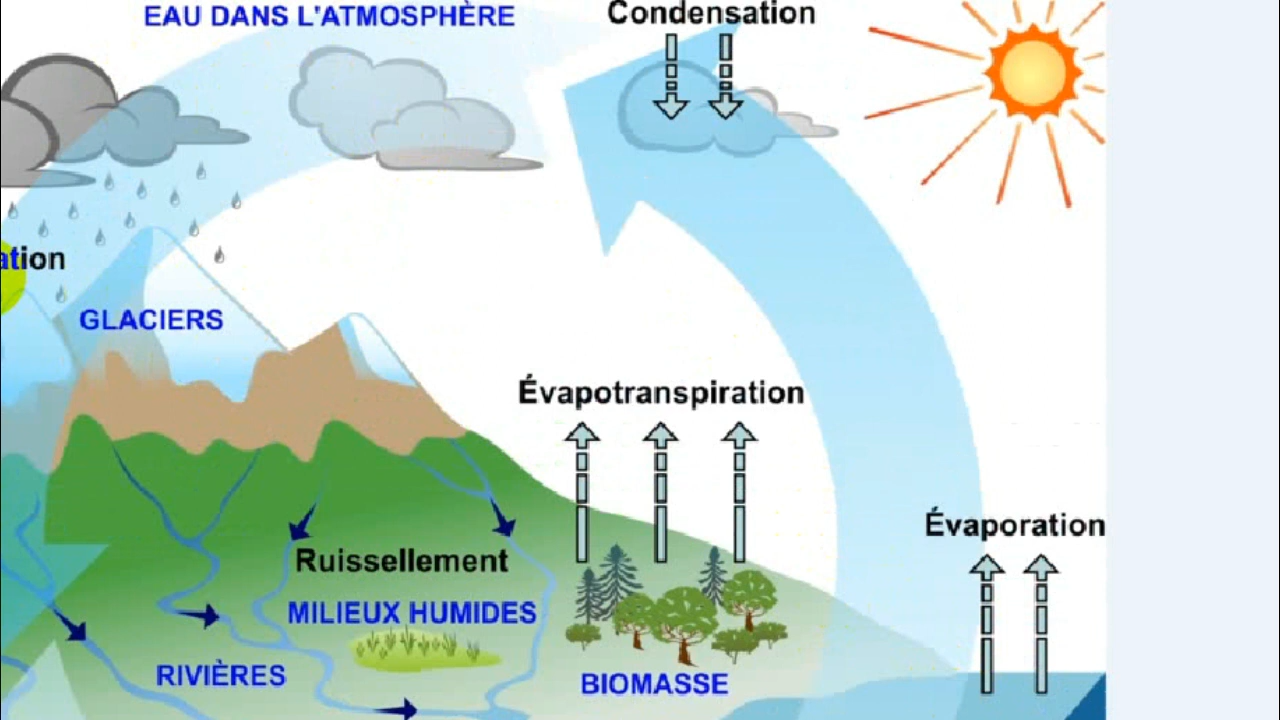 EAU DANS L'ATMOSPHÈRE
Condensation
ation
GLACIERS
Évapotranspiration
Évaporation
Ruissellement
MILIEUX HUMIDES
RIVIÈRES
BIOMASSE